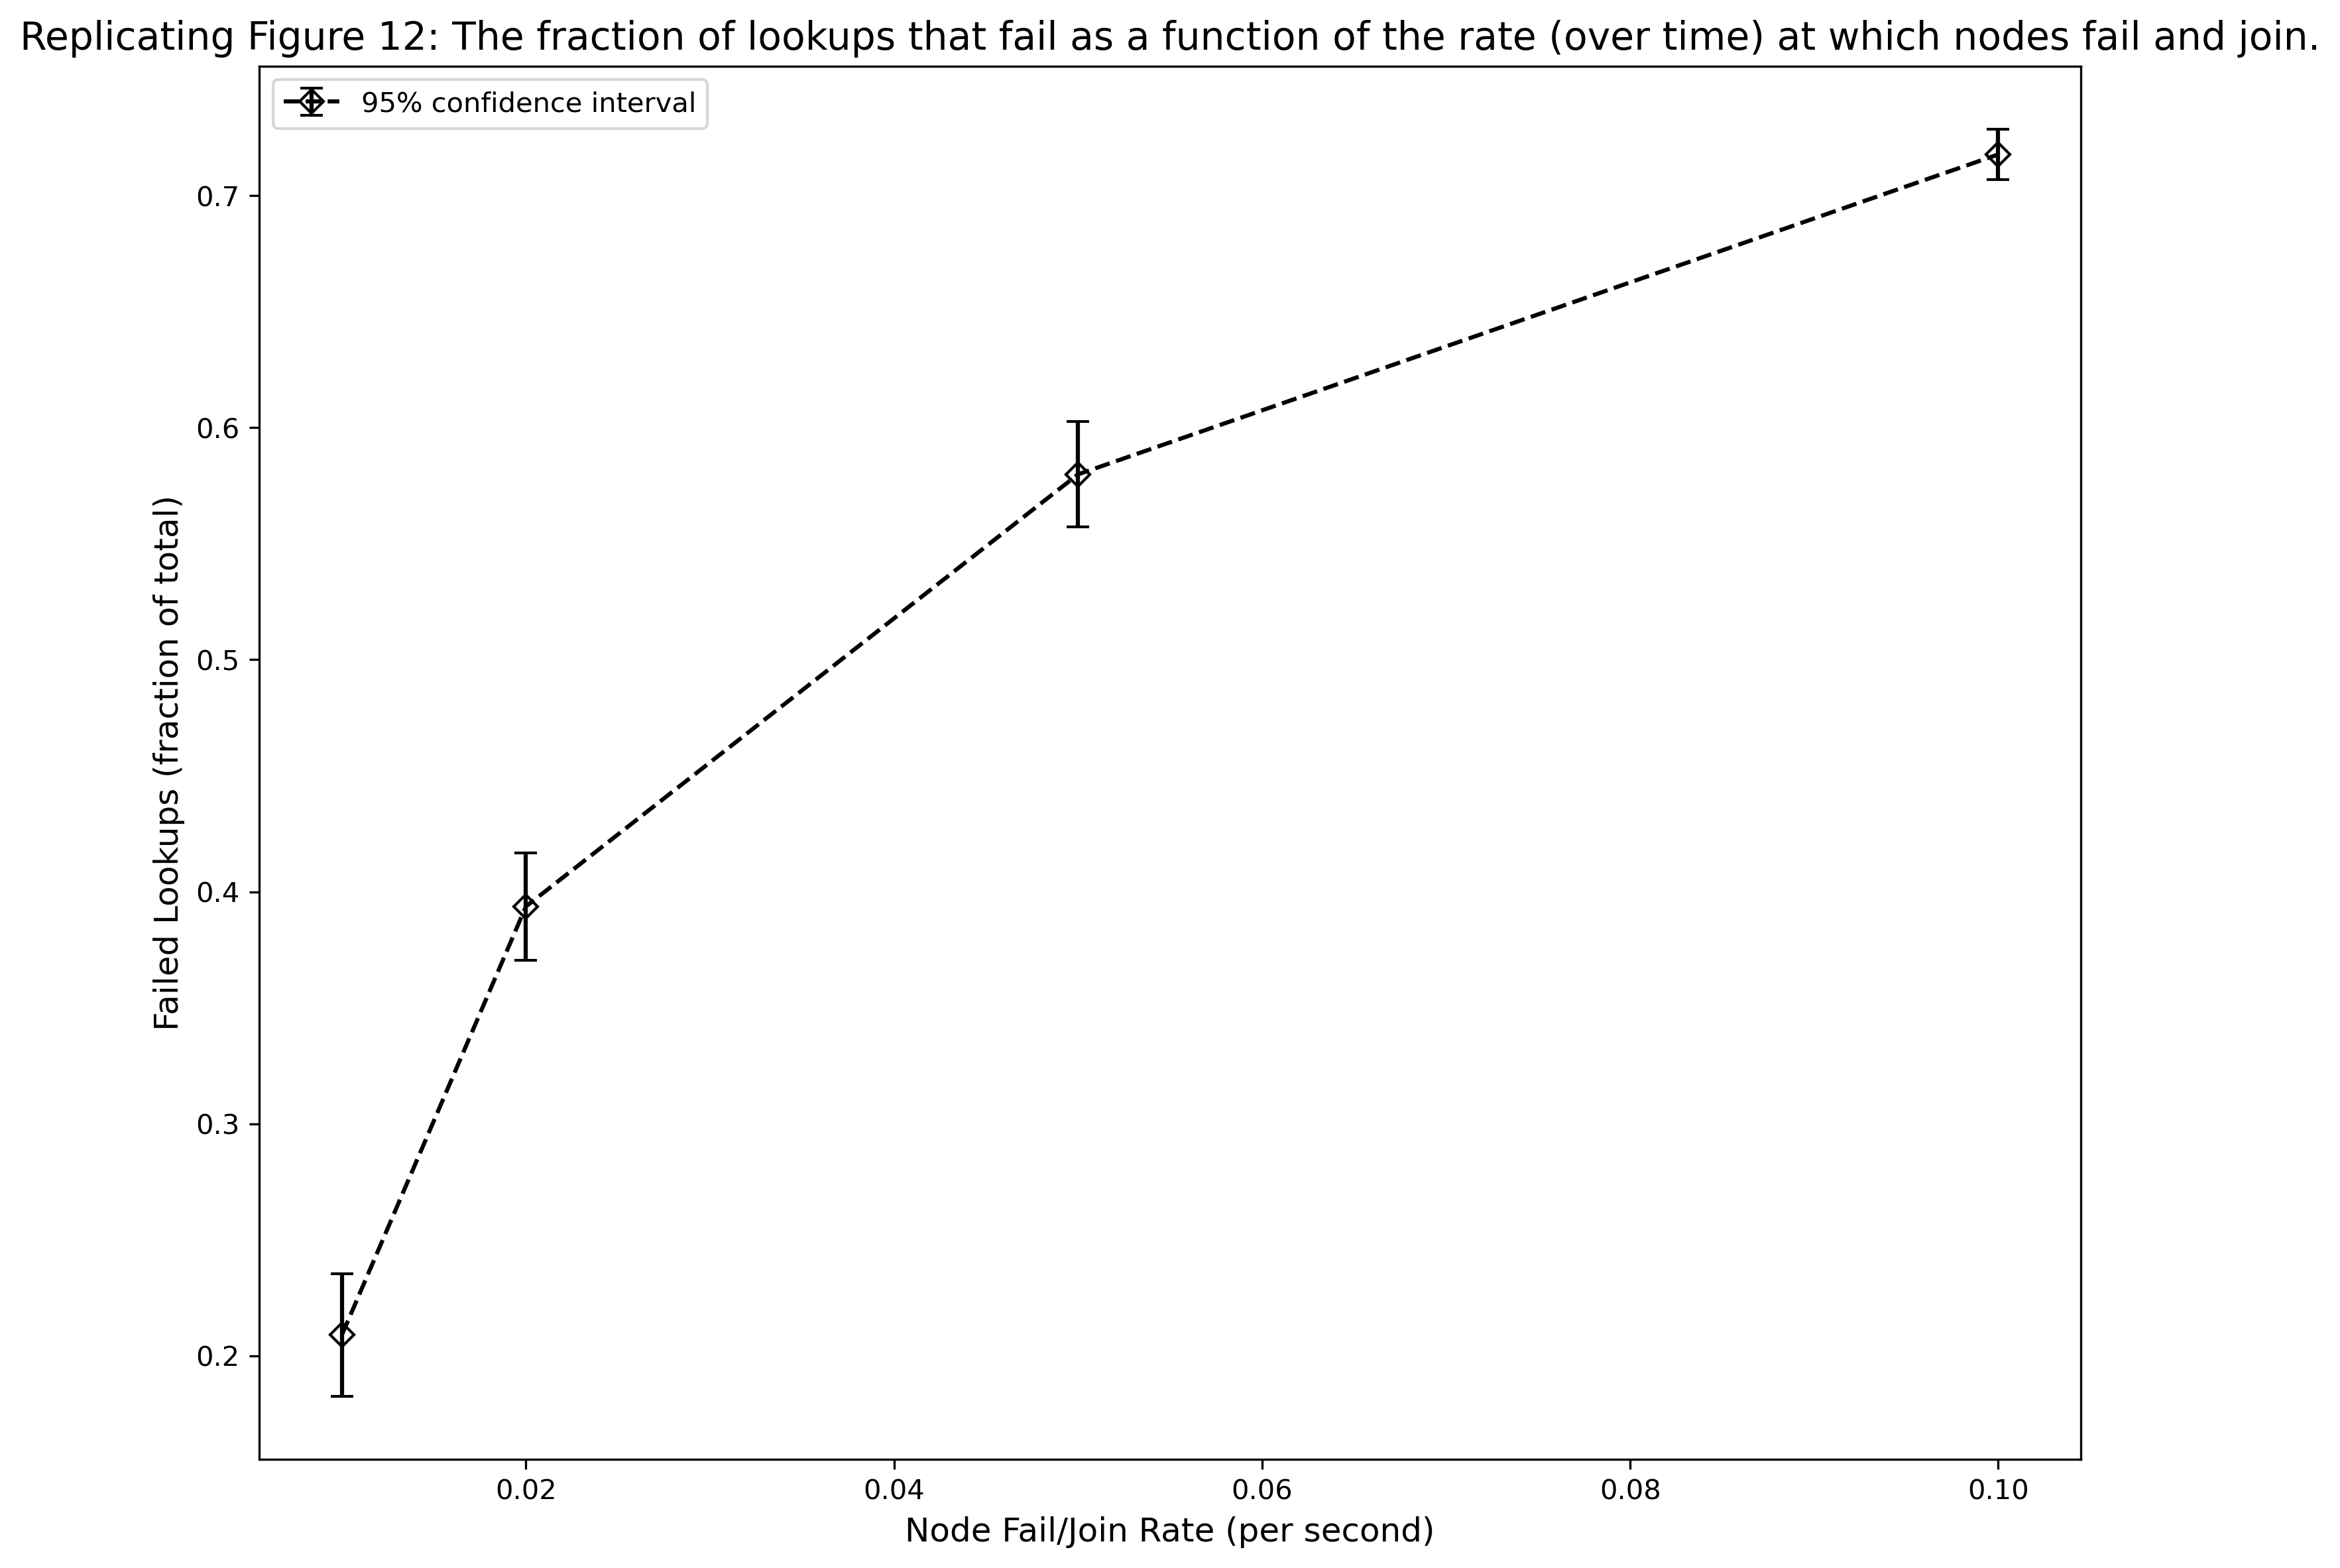 Replicating Figure 12: The fraction of lookups that fail as a function of the rate (over time) at which nodes fail and join.
95% confidence interval
0.7
0.6
0.5
0.4
0.3
0.2
Failed Lookups (fraction of total)
0.02 0.04 0.06 0.08 0.10
Node Fail/Join Rate (per second)